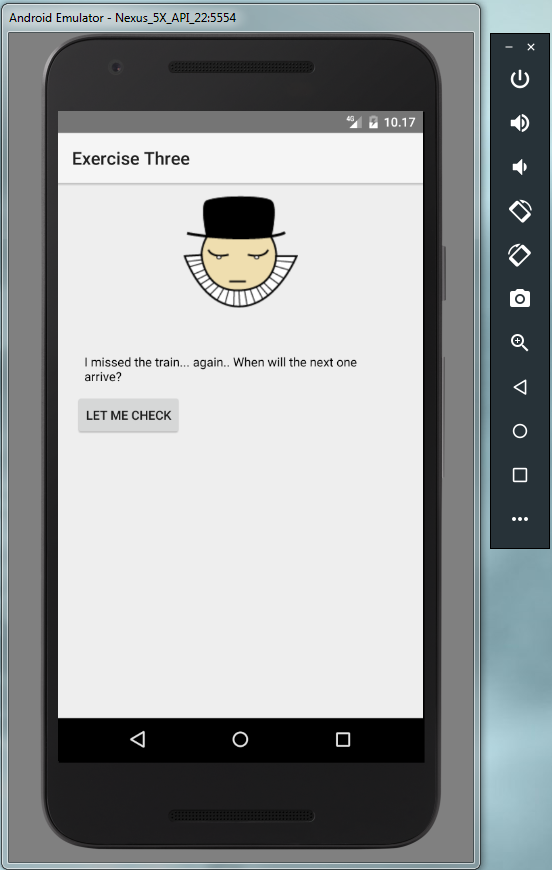 Android Emulator - Nexus_5X_API_22:5554
4G 10.17
Exercise Three
I missed the train... again.. When will the next one
arrive?
LET ME CHECK